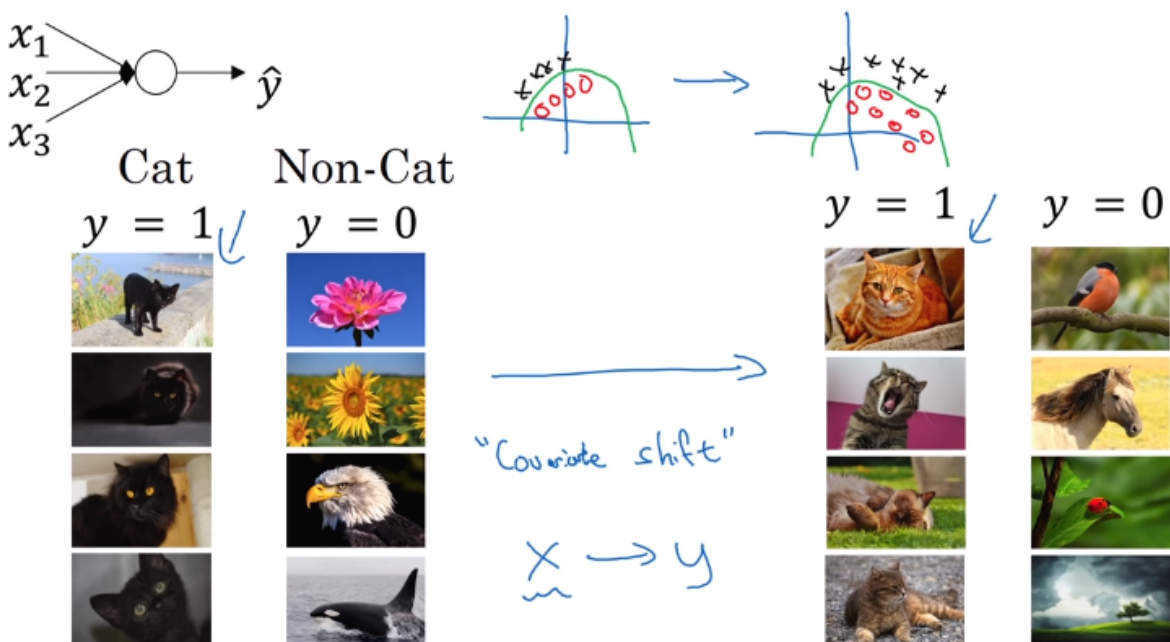 x₁
x₂
x₃
ŷ
Cat
Non-Cat
y = 1
y = 0
"Covariate shift"
x → y
y = 1
y = 0